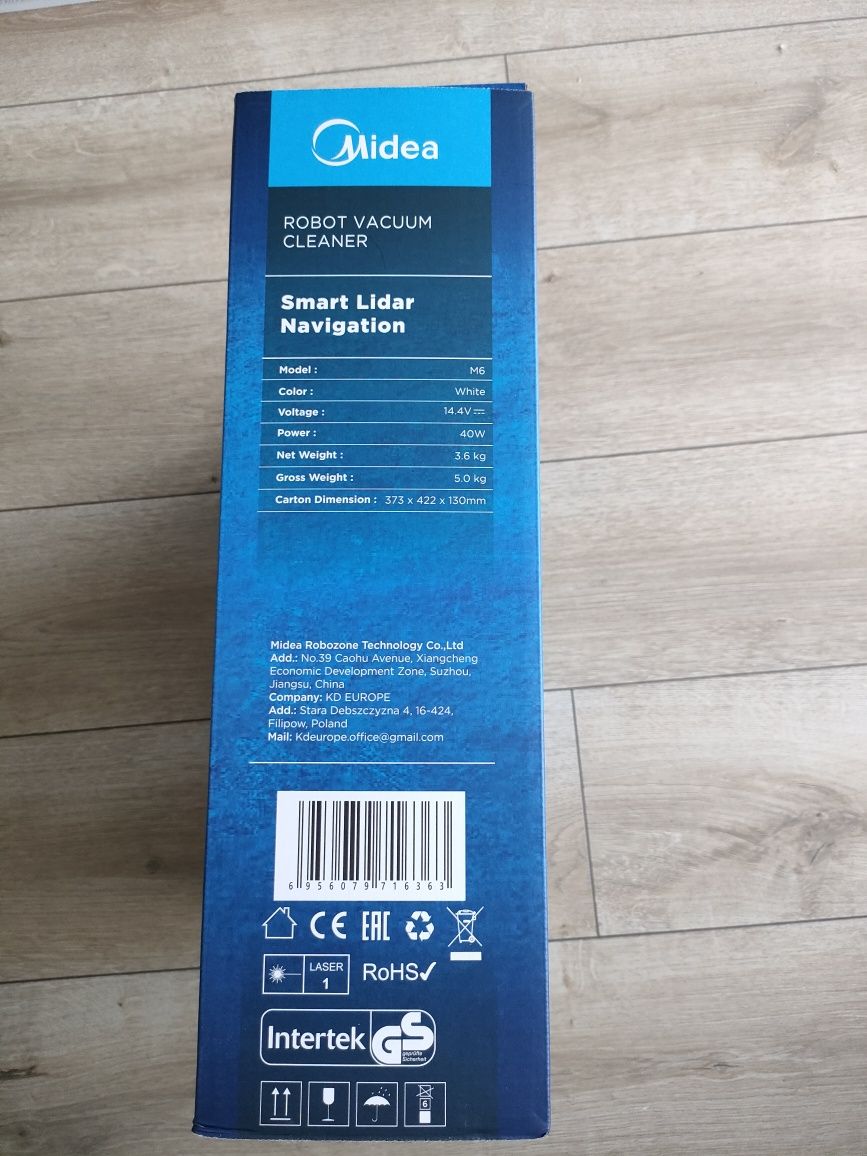 Midea
ROBOT VACUUM
CLEANER
Smart Lidar
Navigation
Model : M6
Color : White
Voltage : 14.4V⎓
Power : 40W
Net Weight : 3.6 kg
Gross Weight : 5.0 kg
Carton Dimension : 373 x 422 x 130mm
Midea Robozone Technology Co.,Ltd
Add.: No.39 Caohu Avenue, Xiangcheng
Economic Development Zone, Suzhou,
Jiangsu, China
Company: KD EUROPE
Add.: Stara Debszczyzna 4, 16-424,
Filipow, Poland
Mail: Kdeurope.office@gmail.com
6 956079 716363
CE EAC
LASER
1
RoHS✓
Intertek GS
geprüfte
Sicherheit
6